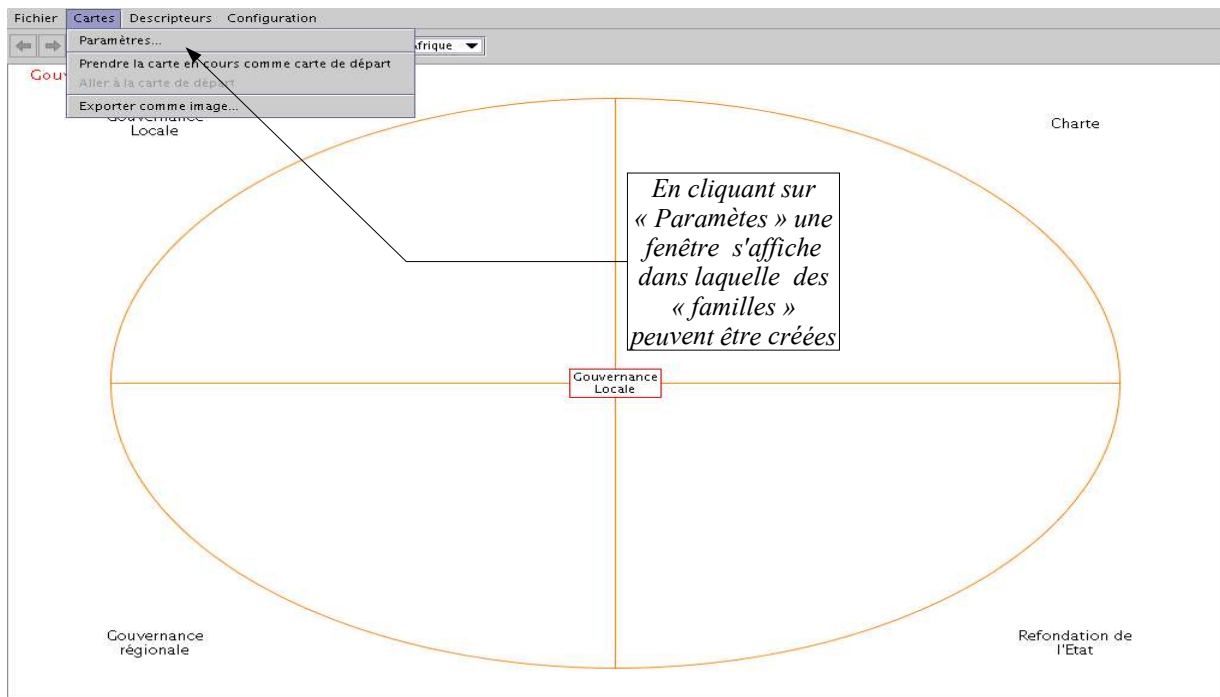 Fichier Cartes Descripteurs Configuration
Paramètres...
Prendre la carte en cours comme carte de départ
Aller à la carte de départ
Exporter comme image...
Gouvernance
Locale
Charte
En cliquant sur
« Paramètes » une
fenêtre s'affiche
dans laquelle des
« familles »
peuvent être créées
Gouvernance
Locale
Gouvernance
régionale
Refondation de
l'Etat